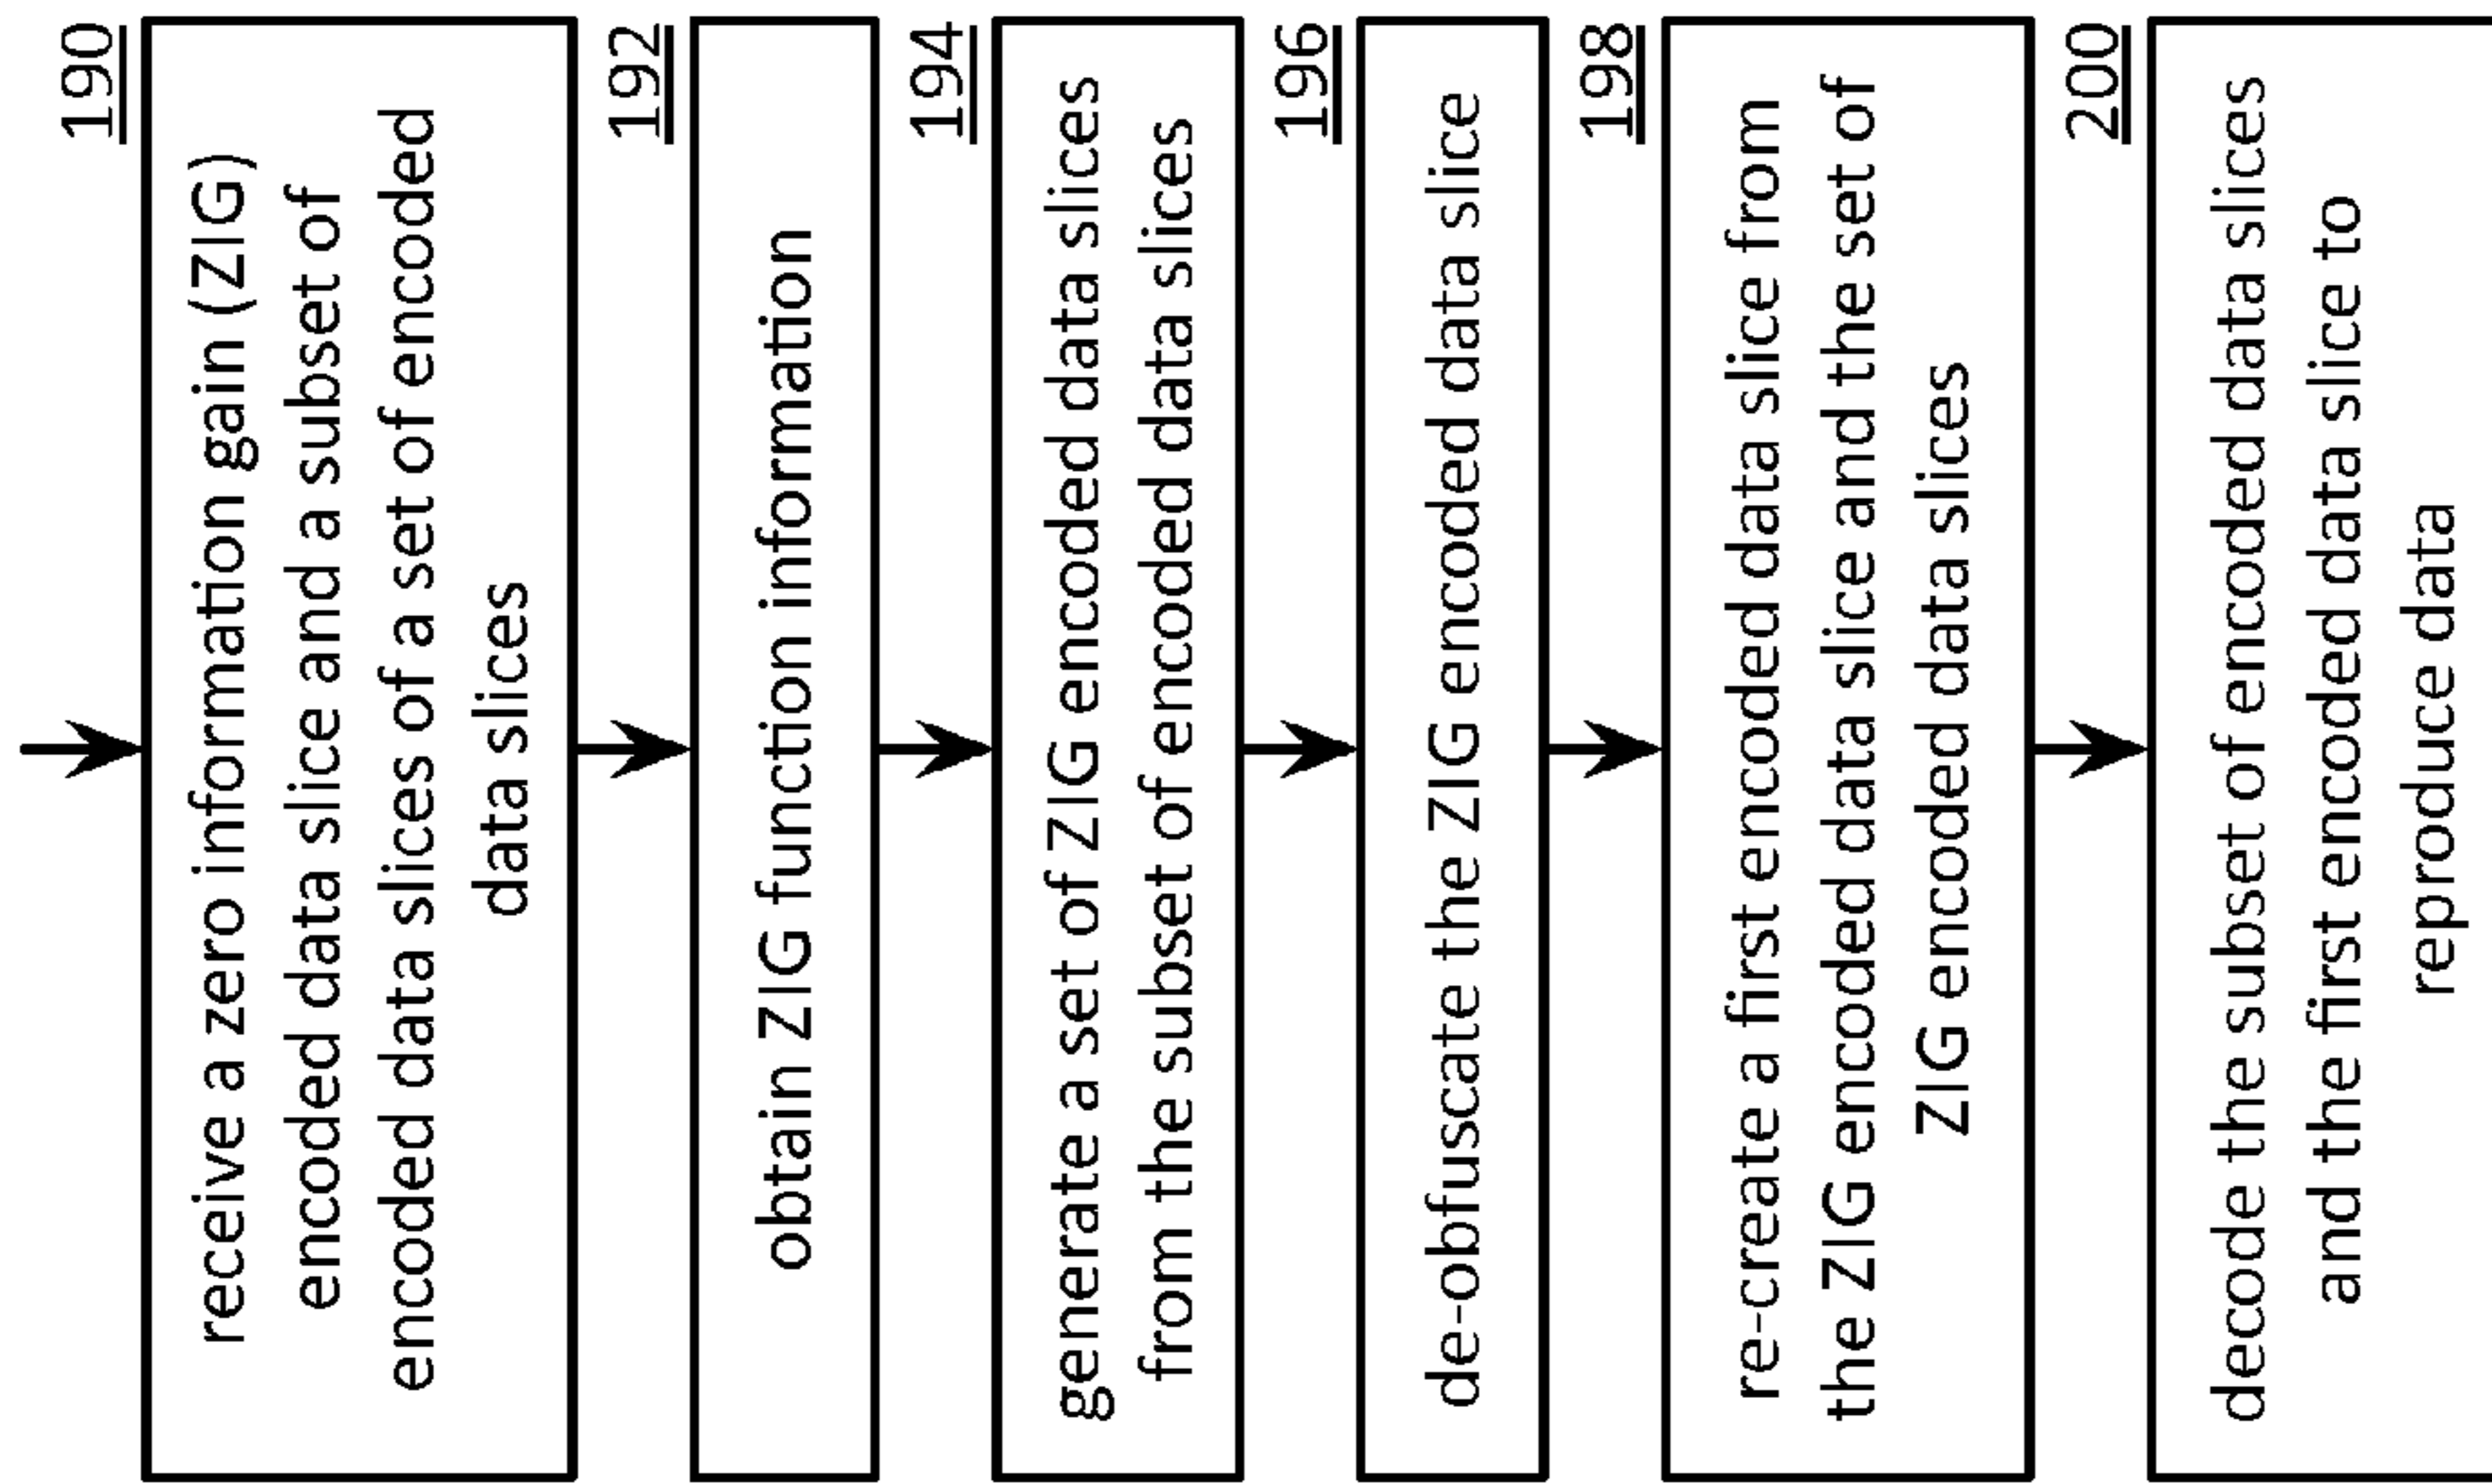 190
receive a zero information gain (ZIG)
encoded data slice and a subset of
encoded data slices of a set of encoded
data slices
192
obtain ZIG function information
194
generate a set of ZIG encoded data slices
from the subset of encoded data slices
196
de-obfuscate the ZIG encoded data slice
198
re-create a first encoded data slice from
the ZIG encoded data slice and the set of
ZIG encoded data slices
200
decode the subset of encoded data slices
and the first encoded data slice to
reproduce data